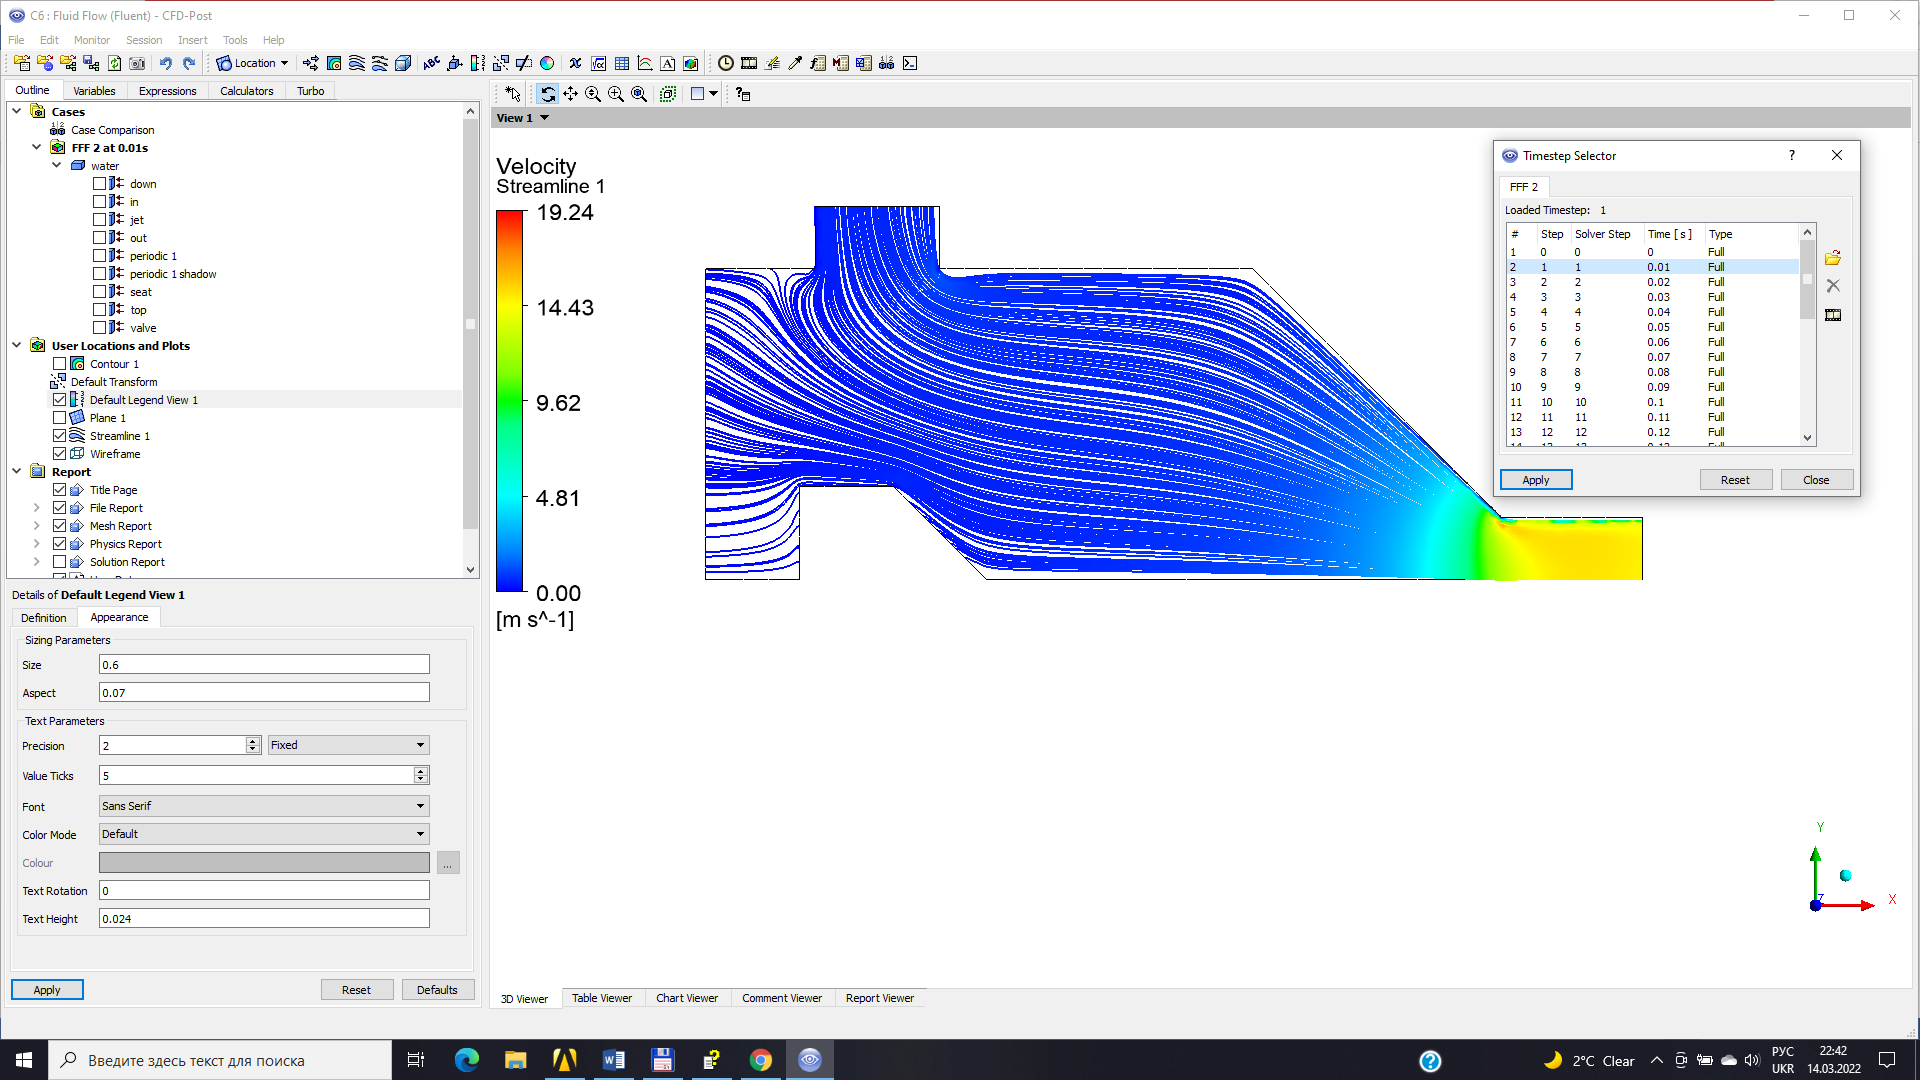 C6 : Fluid Flow (Fluent) - CFD-Post
File Edit Monitor Session Insert Tools Help
Location
Outline Variables Expressions Calculators Turbo
Cases
Case Comparison
FFF 2 at 0.01s
water
down
in
jet
out
periodic 1
periodic 1 shadow
seat
top
valve
User Locations and Plots
Contour 1
Default Transform
Default Legend View 1
Plane 1
Streamline 1
Wireframe
Report
Title Page
File Report
Mesh Report
Physics Report
Solution Report
Details of Default Legend View 1
Definition Appearance
Sizing Parameters
Size 0.6
Aspect 0.07
Text Parameters
Precision 2 Fixed
Value Ticks 5
Font Sans Serif
Color Mode Default
Colour ...
Text Rotation 0
Text Height 0.024
Apply Reset Defaults
View 1
Velocity
Streamline 1
19.24
14.43
9.62
4.81
0.00
[m s^-1]
Timestep Selector ?
FFF 2
Loaded Timestep: 1
# Step Solver Step Time [ s ] Type
1 0 0 0 Full
2 1 1 0.01 Full
3 2 2 0.02 Full
4 3 3 0.03 Full
5 4 4 0.04 Full
6 5 5 0.05 Full
7 6 6 0.06 Full
8 7 7 0.07 Full
9 8 8 0.08 Full
10 9 9 0.09 Full
11 10 10 0.1 Full
12 11 11 0.11 Full
13 12 12 0.12 Full
Apply Reset Close
Y
Z
X
3D Viewer Table Viewer Chart Viewer Comment Viewer Report Viewer
Введите здесь текст для поиска
2°C Clear
РУС
UKR
22:42
14.03.2022